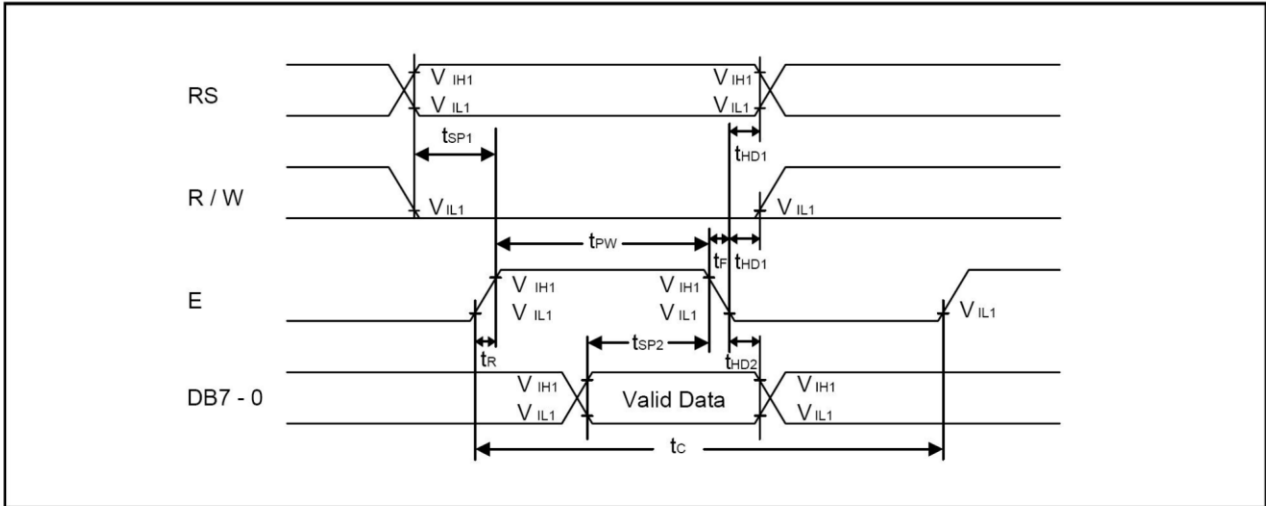 RS
V IH1 V IH1
V IL1 V IL1
tSP1 tHD1
R / W
V IL1 V IL1
tPW tF tHD1
E
V IH1 V IH1
V IL1 V IL1 V IL1
tR tSP2 tHD2
DB7 - 0
V IH1 Valid Data V IH1
V IL1 V IL1
tC